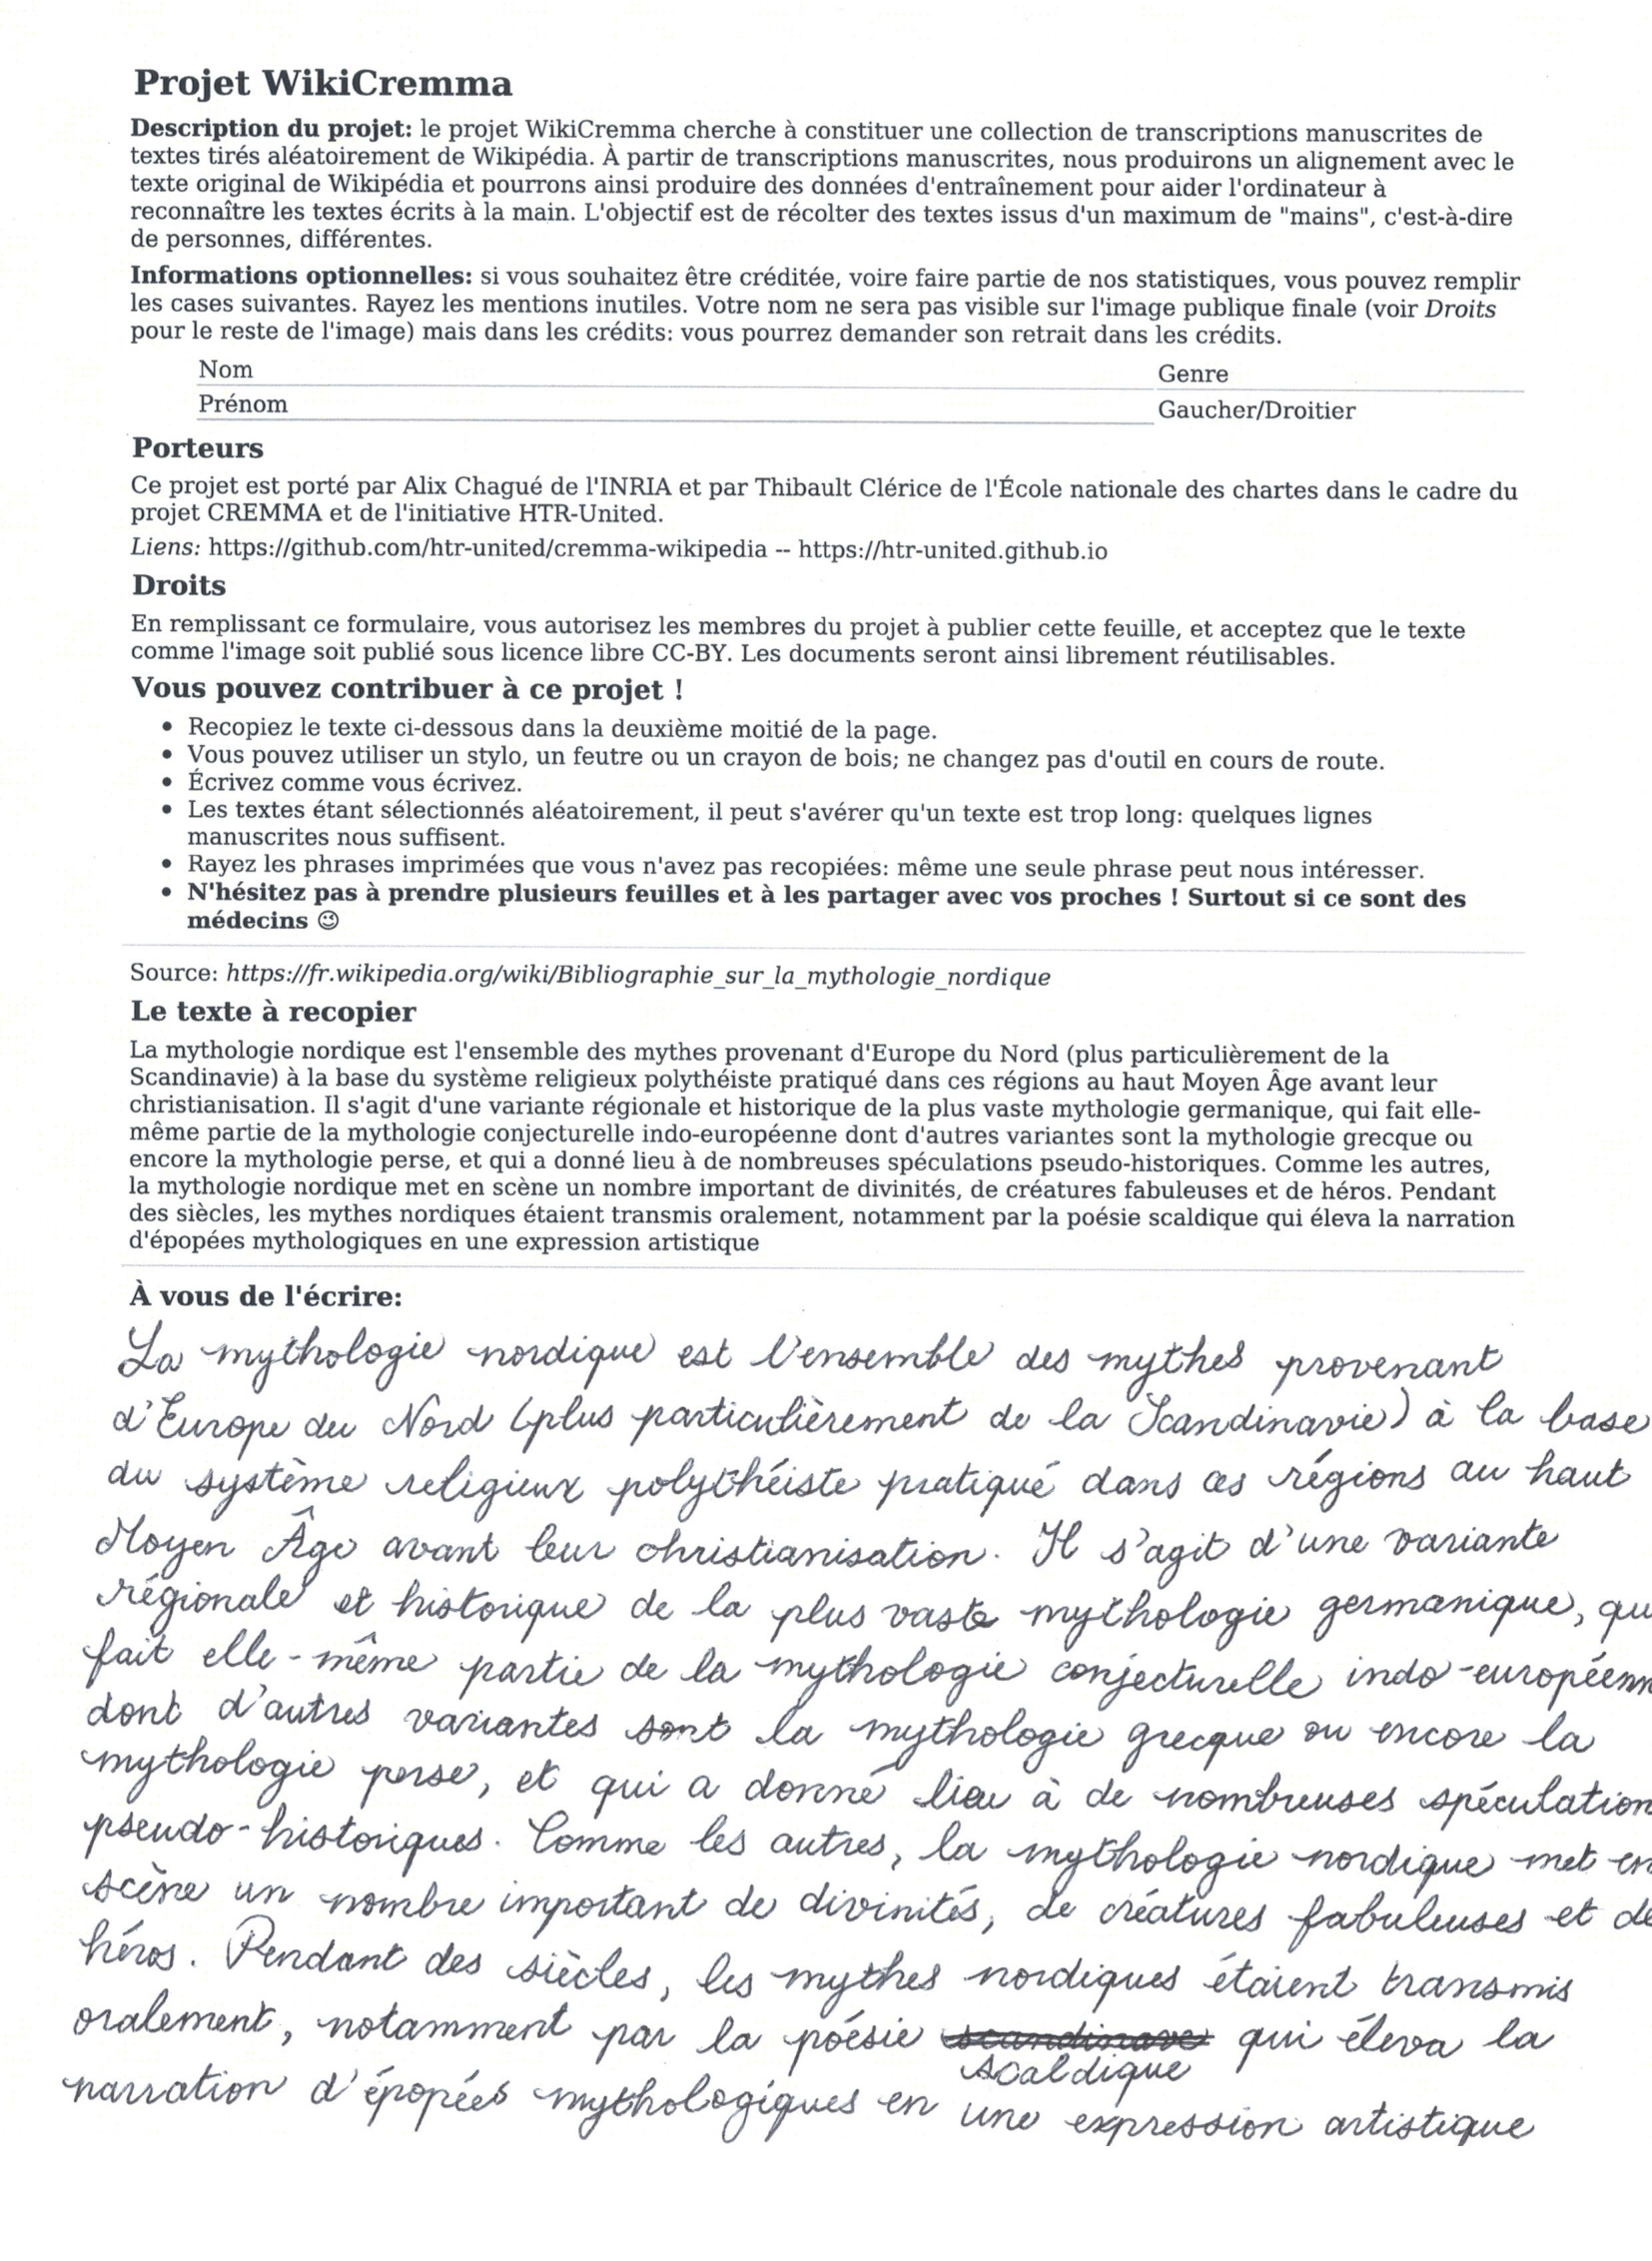 Projet WikiCremma
Description du projet: le projet WikiCremma cherche à constituer une collection de transcriptions manuscrites de
textes tirés aléatoirement de Wikipédia. À partir de transcriptions manuscrites, nous produirons un alignement avec le
texte original de Wikipédia et pourrons ainsi produire des données d'entraînement pour aider l'ordinateur à
reconnaître les textes écrits à la main. L'objectif est de récolter des textes issus d'un maximum de "mains", c'est-à-dire
de personnes, différentes.
Informations optionnelles: si vous souhaitez être créditée, voire faire partie de nos statistiques, vous pouvez remplir
les cases suivantes. Rayez les mentions inutiles. Votre nom ne sera pas visible sur l'image publique finale (voir Droits
pour le reste de l'image) mais dans les crédits: vous pourrez demander son retrait dans les crédits.
Nom Genre
Prénom Gaucher/Droitier
Porteurs
Ce projet est porté par Alix Chagué de l'INRIA et par Thibault Clérice de l'École nationale des chartes dans le cadre du
projet CREMMA et de l'initiative HTR-United.
Liens: https://github.com/htr-united/cremma-wikipedia -- https://htr-united.github.io
Droits
En remplissant ce formulaire, vous autorisez les membres du projet à publier cette feuille, et acceptez que le texte
comme l'image soit publié sous licence libre CC-BY. Les documents seront ainsi librement réutilisables.
Vous pouvez contribuer à ce projet !
• Recopiez le texte ci-dessous dans la deuxième moitié de la page.
• Vous pouvez utiliser un stylo, un feutre ou un crayon de bois; ne changez pas d'outil en cours de route.
• Écrivez comme vous écrivez.
• Les textes étant sélectionnés aléatoirement, il peut s'avérer qu'un texte est trop long: quelques lignes
manuscrites nous suffisent.
• Rayez les phrases imprimées que vous n'avez pas recopiées: même une seule phrase peut nous intéresser.
• N'hésitez pas à prendre plusieurs feuilles et à les partager avec vos proches ! Surtout si ce sont des
médecins 😉
Source: https://fr.wikipedia.org/wiki/Bibliographie_sur_la_mythologie_nordique
Le texte à recopier
La mythologie nordique est l'ensemble des mythes provenant d'Europe du Nord (plus particulièrement de la
Scandinavie) à la base du système religieux polythéiste pratiqué dans ces régions au haut Moyen Âge avant leur
christianisation. Il s'agit d'une variante régionale et historique de la plus vaste mythologie germanique, qui fait elle-
même partie de la mythologie conjecturelle indo-européenne dont d'autres variantes sont la mythologie grecque ou
encore la mythologie perse, et qui a donné lieu à de nombreuses spéculations pseudo-historiques. Comme les autres,
la mythologie nordique met en scène un nombre important de divinités, de créatures fabuleuses et de héros. Pendant
des siècles, les mythes nordiques étaient transmis oralement, notamment par la poésie scaldique qui éleva la narration
d'épopées mythologiques en une expression artistique
À vous de l'écrire:
La mythologie nordique est l'ensemble des mythes provenant
d'Europe du Nord (plus particulièrement de la Scandinavie) à la base
du système religieux polythéiste pratiqué dans ces régions au haut
Moyen Âge avant leur christianisation. Il s'agit d'une variante
régionale et historique de la plus vaste mythologie germanique, qu
fait elle-même partie de la mythologie conjecturelle indo-européenn
dont d'autres variantes sont la mythologie grecque ou encore la
mythologie perse, et qui a donné lieu à de nombreuses spéculation
pseudo-historiques. Comme les autres, la mythologie nordique met en
scène un nombre important de divinités, de créatures fabuleuses et de
héros. Pendant des siècles, les mythes nordiques étaient transmis
oralement, notamment par la poésie scandinave qui éleva la
scaldique
narration d'épopées mythologiques en une expression artistique